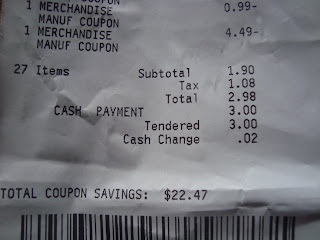 MANUF COUPON
1 MERCHANDISE 0.99-
MANUF COUPON
1 MERCHANDISE 4.49-
MANUF COUPON
27 Items Subtotal 1.90
Tax 1.08
Total 2.98
CASH PAYMENT 3.00
Tendered 3.00
Cash Change .02
TOTAL COUPON SAVINGS: $22.47